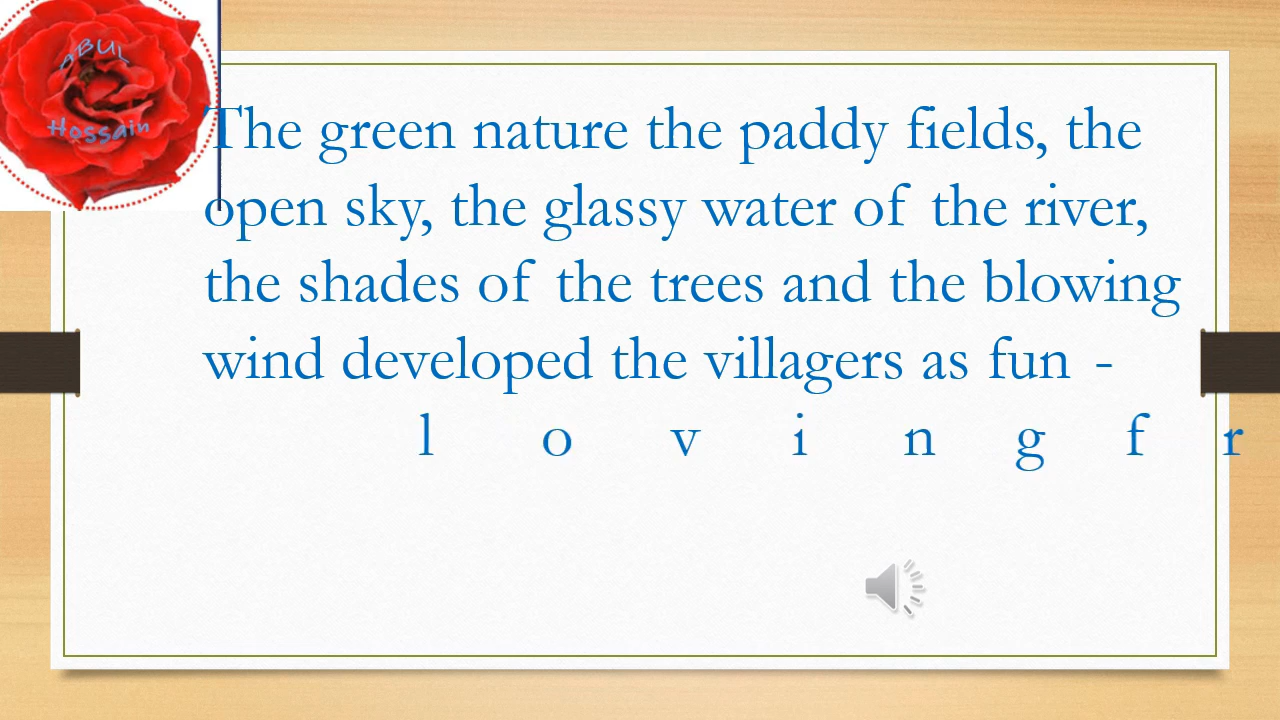 ABUL
Hossain
The green nature the paddy fields, the
open sky, the glassy water of the river,
the shades of the trees and the blowing
wind developed the villagers as fun -
l o v i n g f r